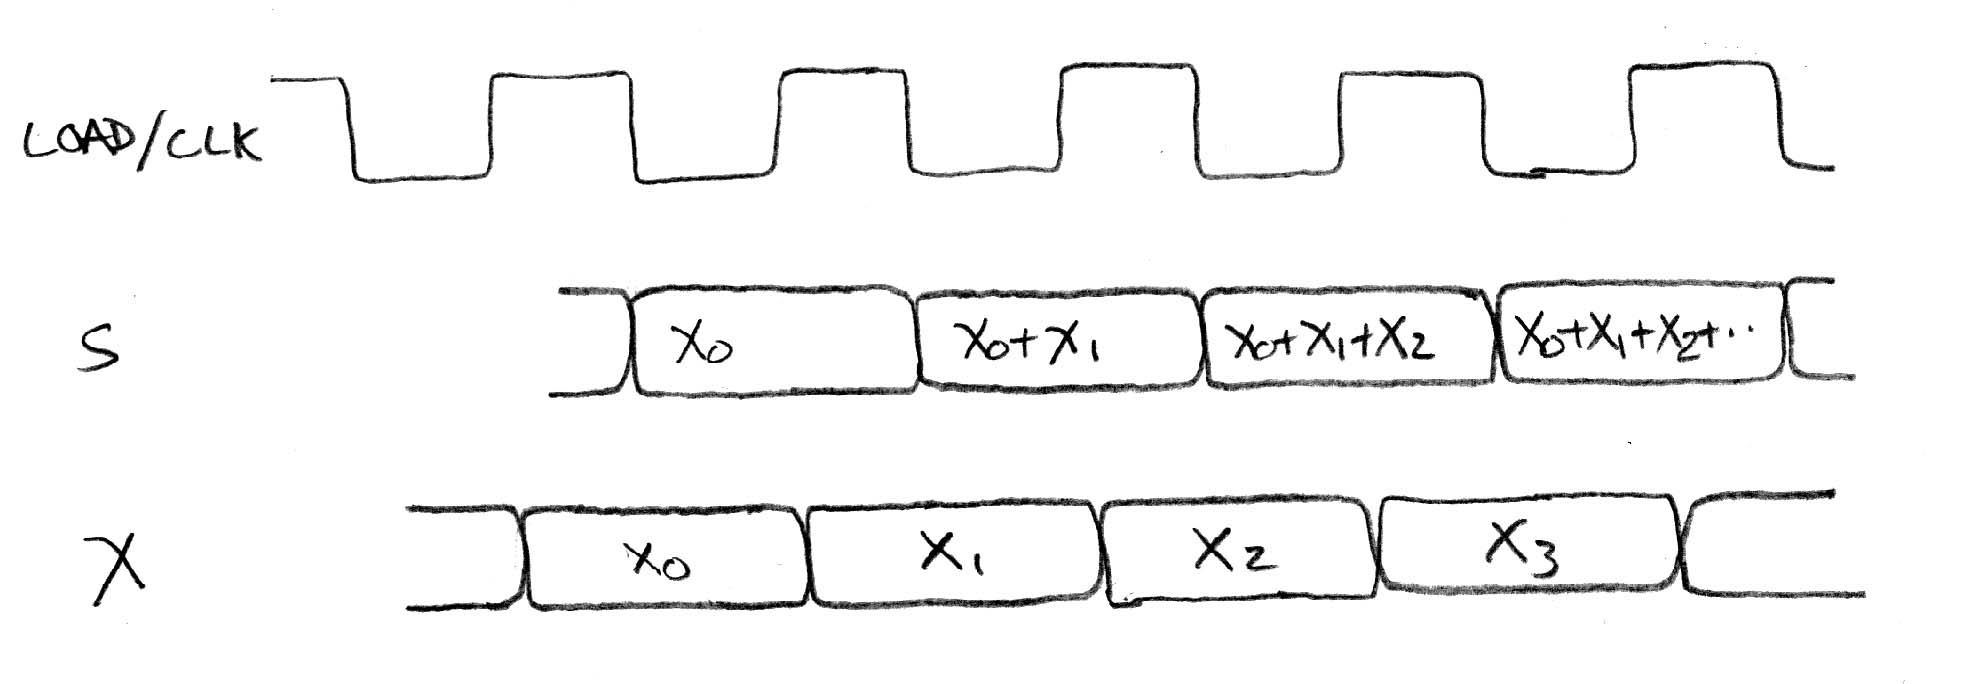 LOAD/CLK
S X0 X0+X1 X0+X1+X2 X0+X1+X2+..
X X0 X1 X2 X3